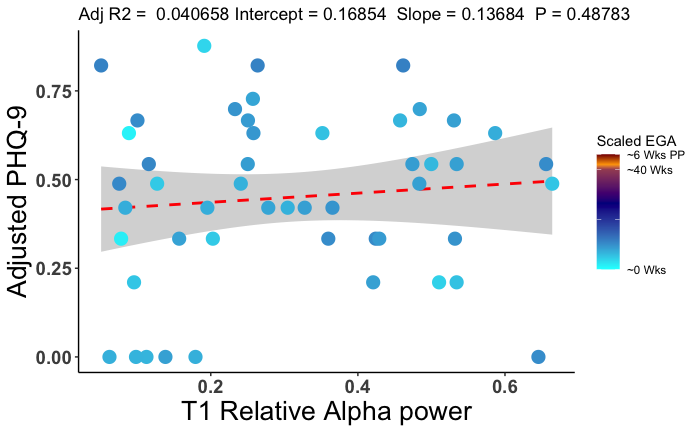 Adj R2 =  0.040658 Intercept = 0.16854  Slope = 0.13684  P = 0.48783
Adjusted PHQ-9
0.75
0.50
0.25
0.00
0.2
0.4
0.6
T1 Relative Alpha power
Scaled EGA
~6 Wks PP
~40 Wks
~0 Wks